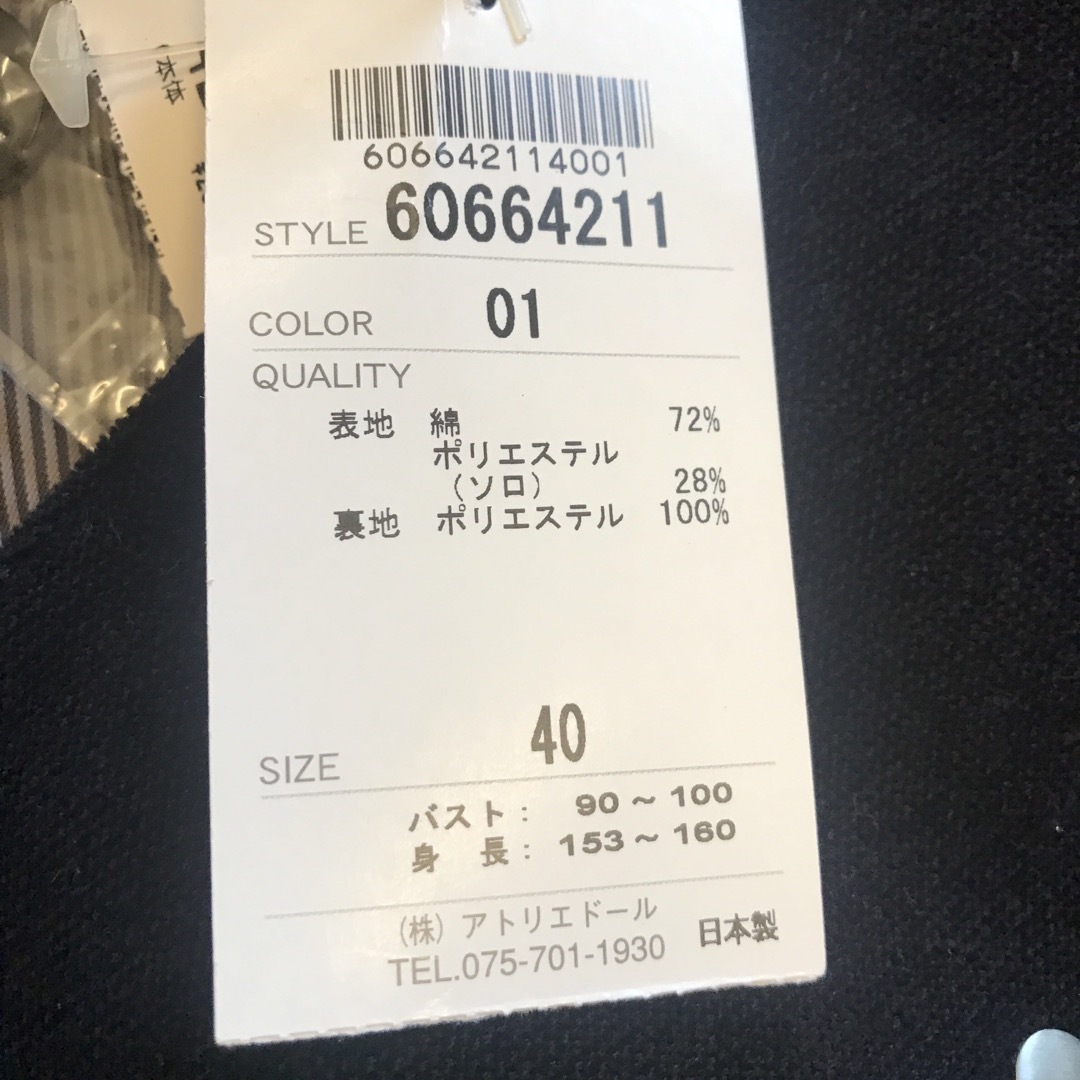 606642114001
STYLE 60664211
COLOR 01
QUALITY
表地 綿 72%
ポリエステル
（ソロ） 28%
裏地 ポリエステル 100%
SIZE 40
バスト： 90～100
身 長： 153～160
（株）アトリエドール
TEL.075-701-1930 日本製